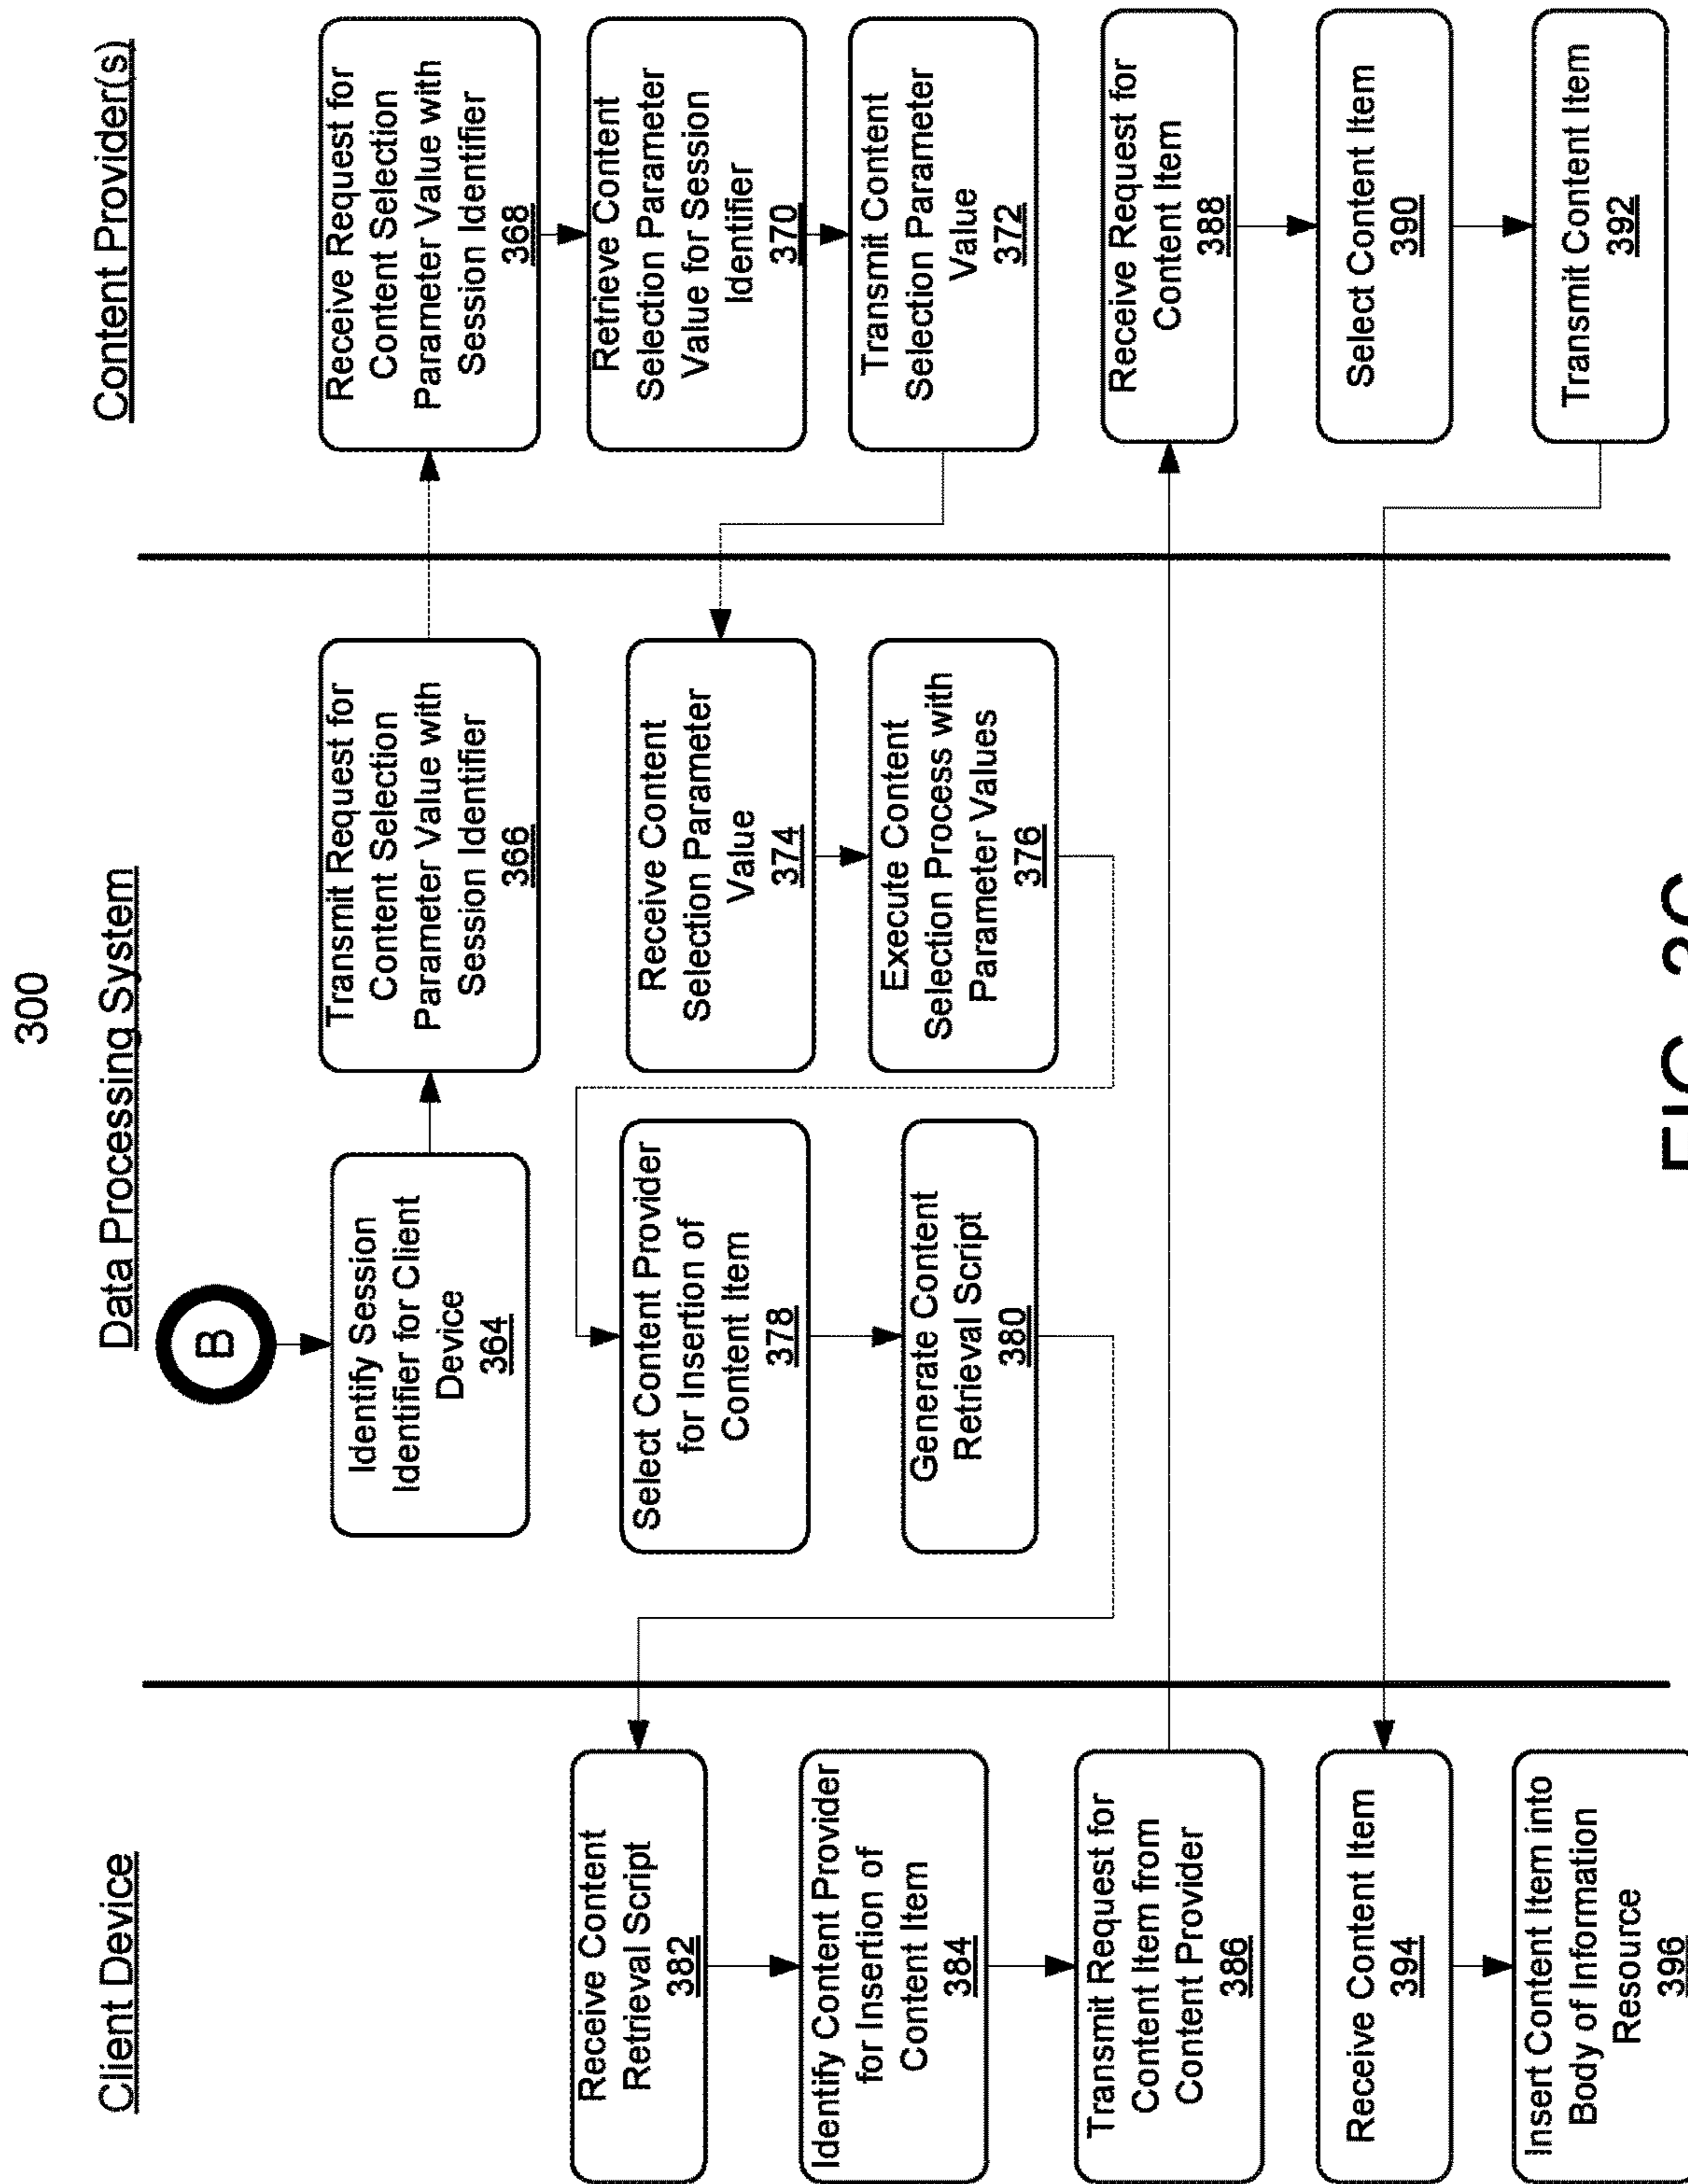 300
Client Device
Data Processing System
Content Provider(s)
B
Identify Session
Identifier for Client
Device
364
Transmit Request for
Content Selection
Parameter Value with
Session Identifier
366
Receive Request for
Content Selection
Parameter Value with
Session Identifier
368
Retrieve Content
Selection Parameter
Value for Session
Identifier
370
Transmit Content
Selection Parameter
Value
372
Receive Content
Selection Parameter
Value
374
Execute Content
Selection Process with
Parameter Values
376
Select Content Provider
for Insertion of
Content Item
378
Generate Content
Retrieval Script
380
Receive Content
Retrieval Script
382
Identify Content Provider
for Insertion of
Content Item
384
Transmit Request for
Content Item from
Content Provider
386
Receive Request for
Content Item
388
Select Content Item
390
Transmit Content Item
392
Receive Content Item
394
Insert Content Item into
Body of Information
Resource
396